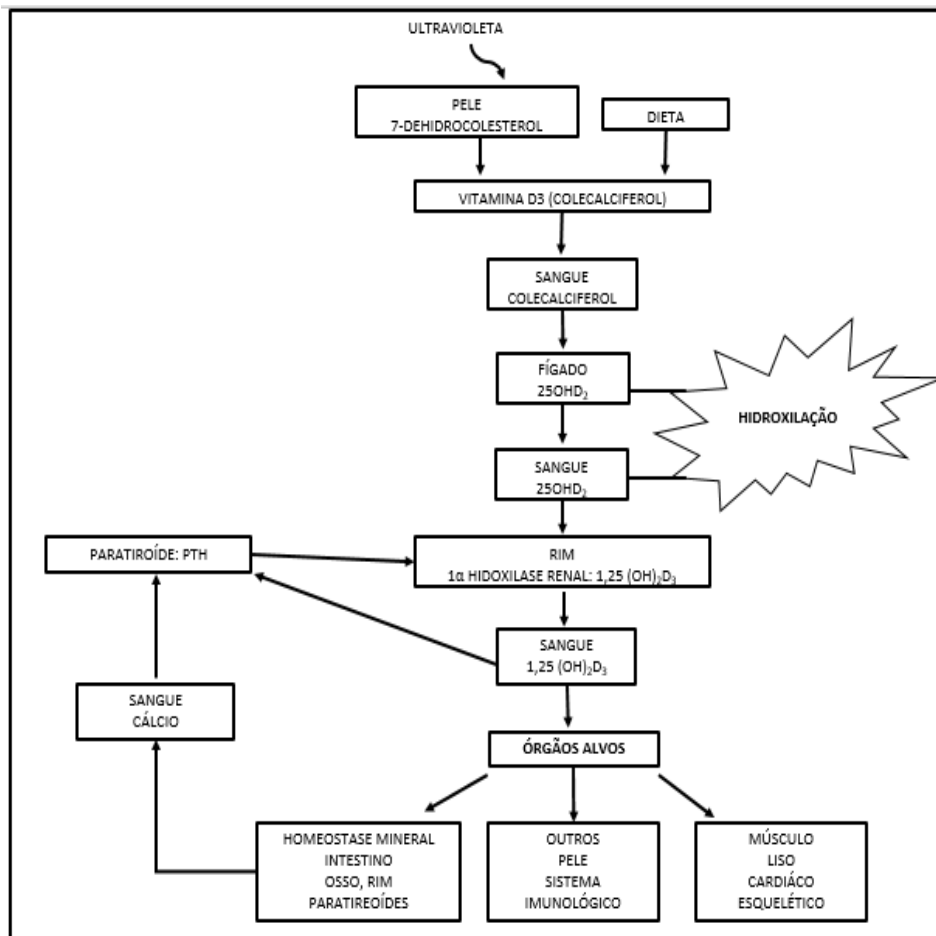 ULTRAVIOLETA
PELE
7-DEHIDROCOLESTEROL
DIETA
VITAMINA D3 (COLECALCIFEROL)
SANGUE
COLECALCIFEROL
FÍGADO
25OHD₂
HIDROXILAÇÃO
SANGUE
25OHD₂
PARATIROÍDE: PTH
RIM
1α HIDOXILASE RENAL: 1,25 (OH)₂D₃
SANGUE
1,25 (OH)₂D₃
SANGUE
CÁLCIO
ÓRGÃOS ALVOS
HOMEOSTASE MINERAL
INTESTINO
OSSO, RIM
PARATIREOÍDES
OUTROS
PELE
SISTEMA
IMUNOLÓGICO
MÚSCULO
LISO
CARDIÁCO
ESQUELÉTICO